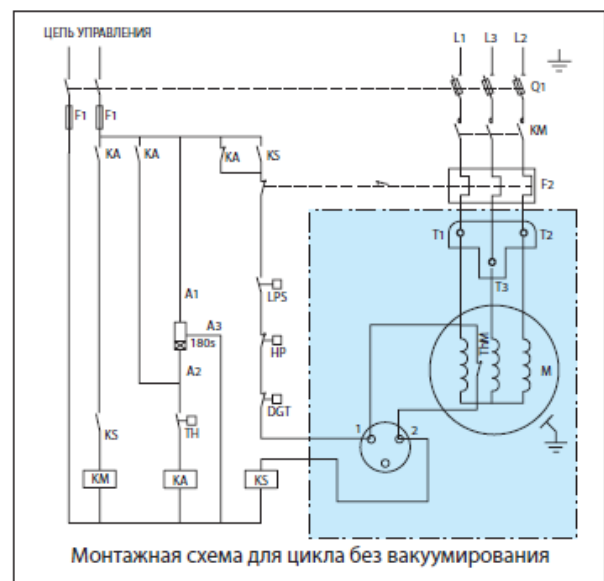 ЦЕПЬ УПРАВЛЕНИЯ
L1 L3 L2
Q1
F1 F1
KM
KA KA KA KS
F2
T1 T2
T3
A1
LPS
A3
180s
HP
ThM
M
A2
DGT
TH
1 2
KS
KM KA KS
Монтажная схема для цикла без вакуумирования